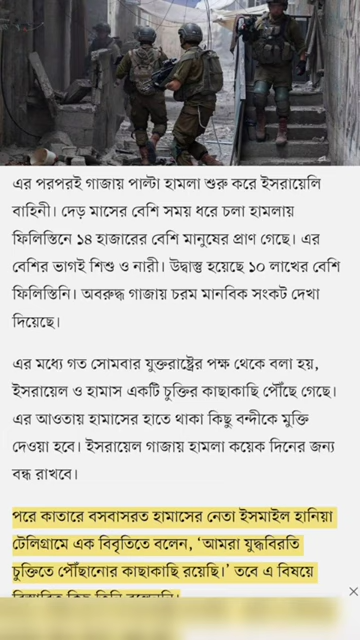 এর পরপরই গাজায় পাল্টা হামলা শুরু করে ইসরায়েলি
বাহিনী। দেড় মাসের বেশি সময় ধরে চলা হামলায়
ফিলিস্তিনে ১৪ হাজারের বেশি মানুষের প্রাণ গেছে। এর
বেশির ভাগই শিশু ও নারী। উদ্বাস্তু হয়েছে ১০ লাখের বেশি
ফিলিস্তিনি। অবরুদ্ধ গাজায় চরম মানবিক সংকট দেখা
দিয়েছে।
এর মধ্যে গত সোমবার যুক্তরাষ্ট্রের পক্ষ থেকে বলা হয়,
ইসরায়েল ও হামাস একটি চুক্তির কাছাকাছি পৌঁছে গেছে।
এর আওতায় হামাসের হাতে থাকা কিছু বন্দীকে মুক্তি
দেওয়া হবে। ইসরায়েল গাজায় হামলা কয়েক দিনের জন্য
বন্ধ রাখবে।
পরে কাতারে বসবাসরত হামাসের নেতা ইসমাইল হানিয়া
টেলিগ্রামে এক বিবৃতিতে বলেন, ‘আমরা যুদ্ধবিরতি
চুক্তিতে পৌঁছানোর কাছাকাছি রয়েছি।’ তবে এ বিষয়ে